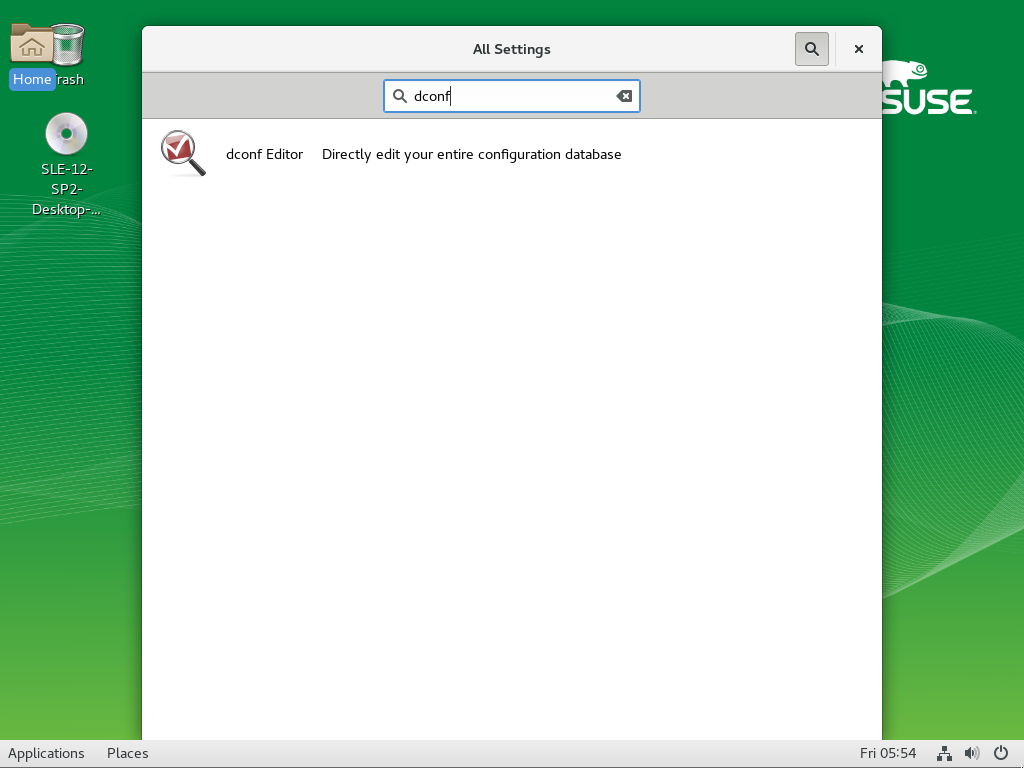 All Settings
dconf
dconf Editor Directly edit your entire configuration database
Home
Trash
SLE-12-
SP2-
Desktop-...
SUSE
Applications Places Fri 05:54